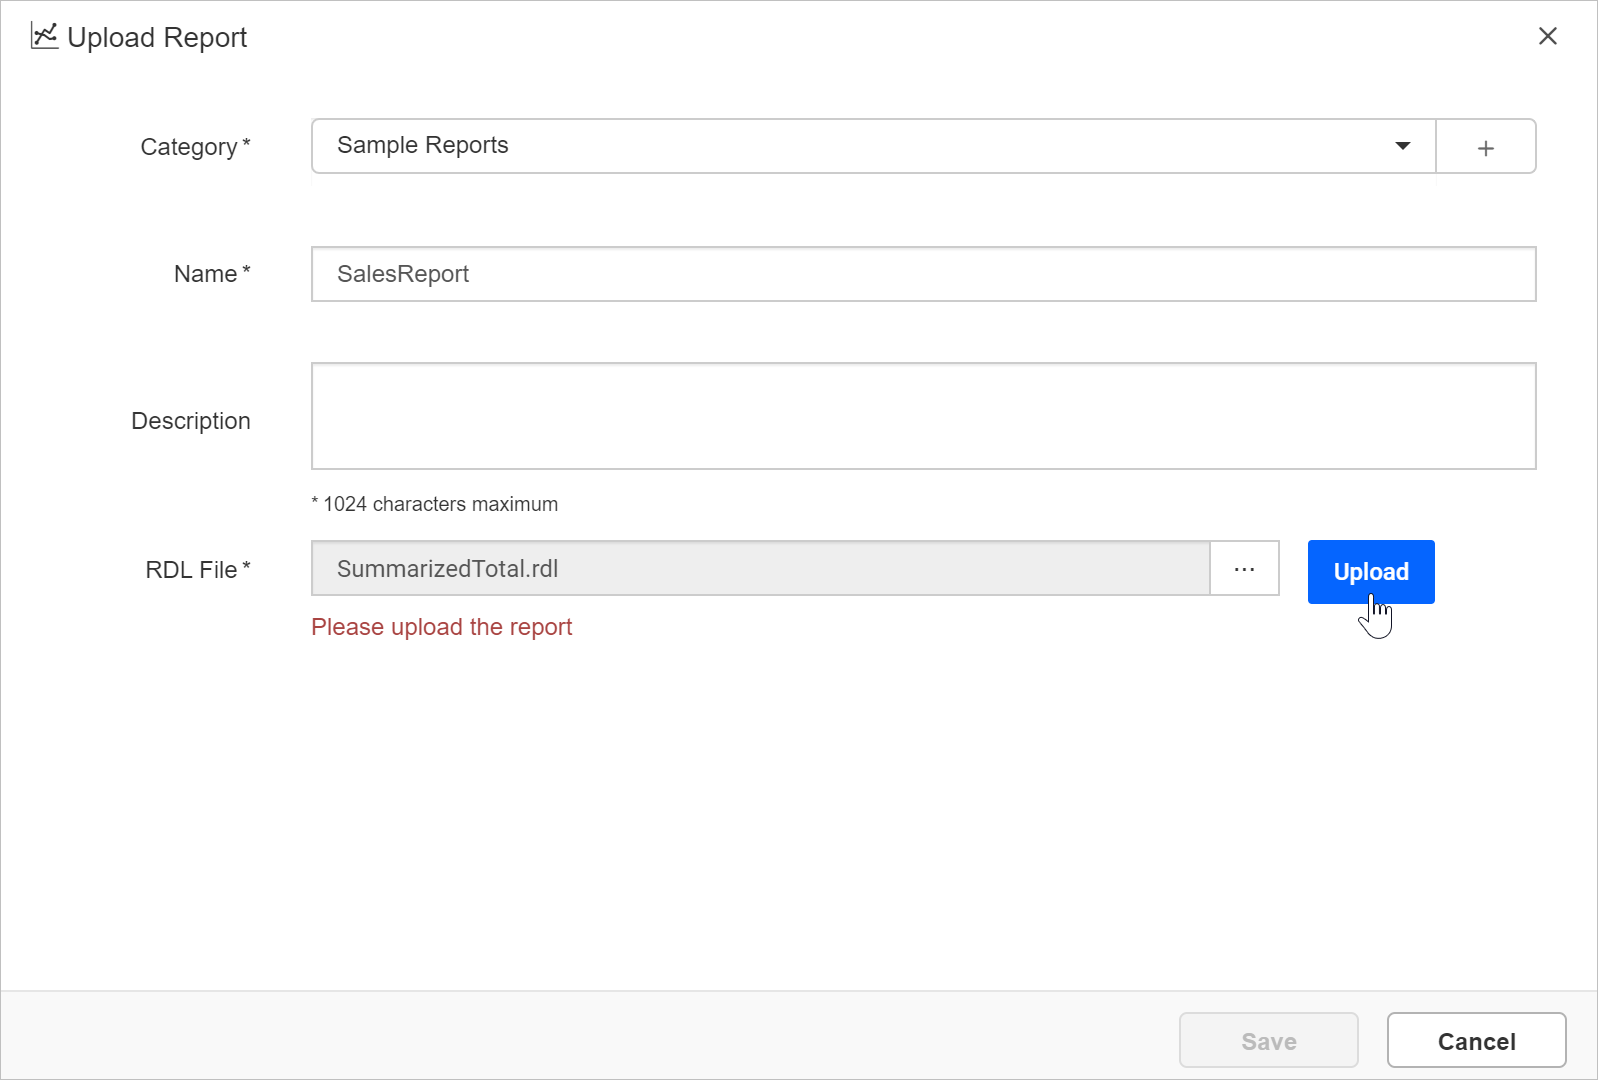 Upload Report
Category *
Sample Reports
+
Name *
SalesReport
Description
* 1024 characters maximum
RDL File *
SummarizedTotal.rdl
...
Upload
Please upload the report
Save
Cancel